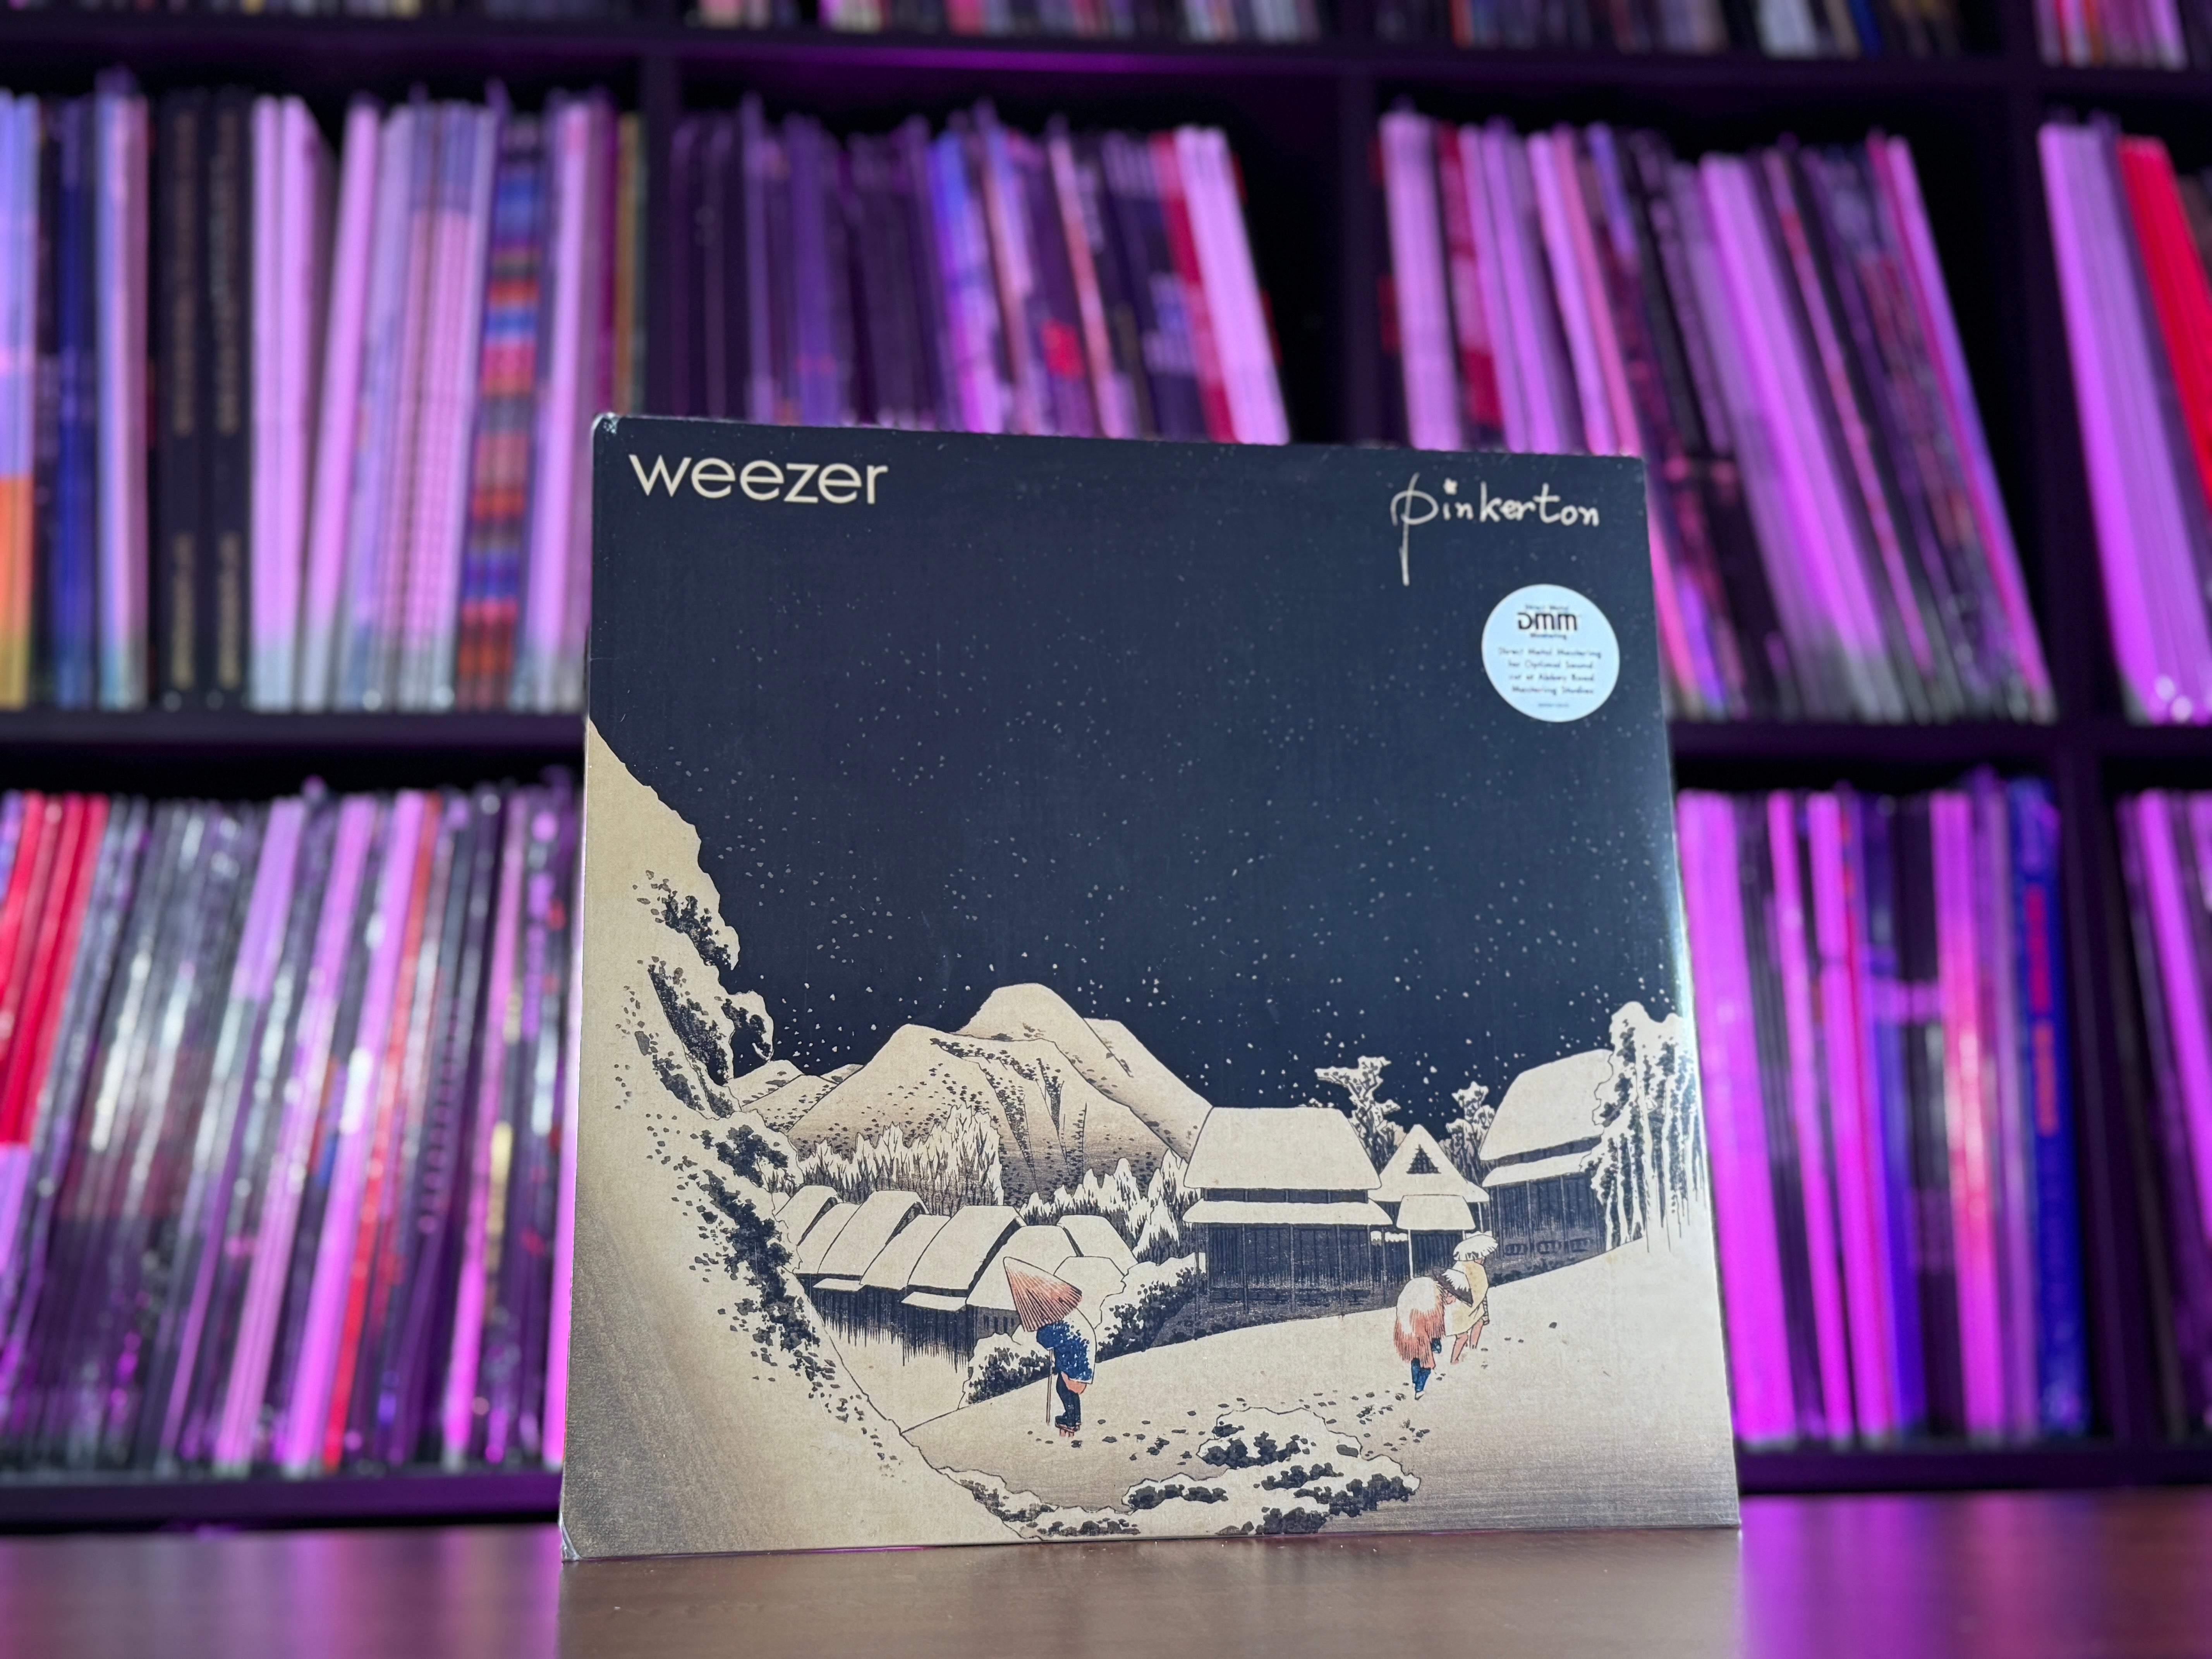 weezer
pinkerton
Direct Metal
DMM
Mastering
Direct Metal Mastering
for Optimal Sound
cut at Abbey Road
Mastering Studios